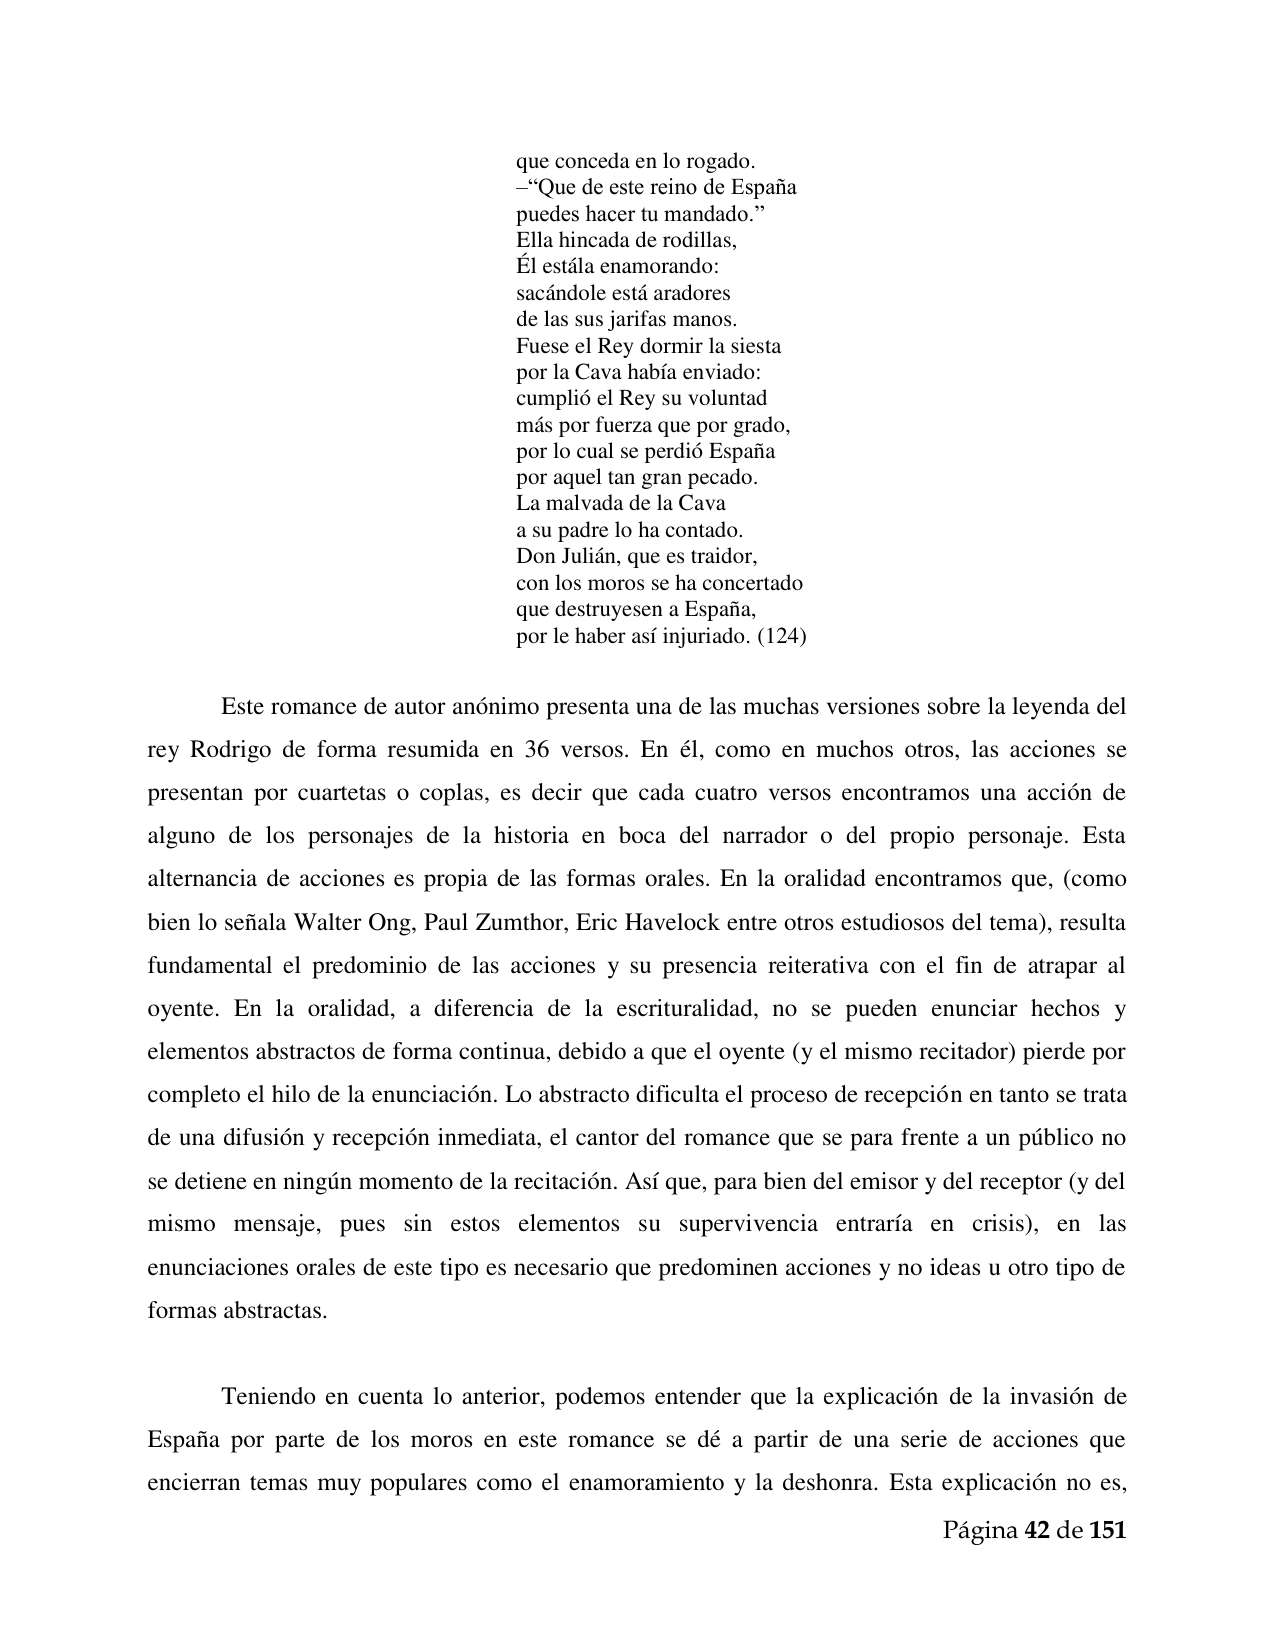 que conceda en lo rogado.
–“Que de este reino de España
puedes hacer tu mandado.”
Ella hincada de rodillas,
Él estála enamorando:
sacándole está aradores
de las sus jarifas manos.
Fuese el Rey dormir la siesta
por la Cava había enviado:
cumplió el Rey su voluntad
más por fuerza que por grado,
por lo cual se perdió España
por aquel tan gran pecado.
La malvada de la Cava
a su padre lo ha contado.
Don Julián, que es traidor,
con los moros se ha concertado
que destruyesen a España,
por le haber así injuriado. (124)
Este romance de autor anónimo presenta una de las muchas versiones sobre la leyenda del
rey Rodrigo de forma resumida en 36 versos. En él, como en muchos otros, las acciones se
presentan por cuartetas o coplas, es decir que cada cuatro versos encontramos una acción de
alguno de los personajes de la historia en boca del narrador o del propio personaje. Esta
alternancia de acciones es propia de las formas orales. En la oralidad encontramos que, (como
bien lo señala Walter Ong, Paul Zumthor, Eric Havelock entre otros estudiosos del tema), resulta
fundamental el predominio de las acciones y su presencia reiterativa con el fin de atrapar al
oyente. En la oralidad, a diferencia de la escrituralidad, no se pueden enunciar hechos y
elementos abstractos de forma continua, debido a que el oyente (y el mismo recitador) pierde por
completo el hilo de la enunciación. Lo abstracto dificulta el proceso de recepción en tanto se trata
de una difusión y recepción inmediata, el cantor del romance que se para frente a un público no
se detiene en ningún momento de la recitación. Así que, para bien del emisor y del receptor (y del
mismo mensaje, pues sin estos elementos su supervivencia entraría en crisis), en las
enunciaciones orales de este tipo es necesario que predominen acciones y no ideas u otro tipo de
formas abstractas.
Teniendo en cuenta lo anterior, podemos entender que la explicación de la invasión de
España por parte de los moros en este romance se dé a partir de una serie de acciones que
encierran temas muy populares como el enamoramiento y la deshonra. Esta explicación no es,
Página 42 de 151